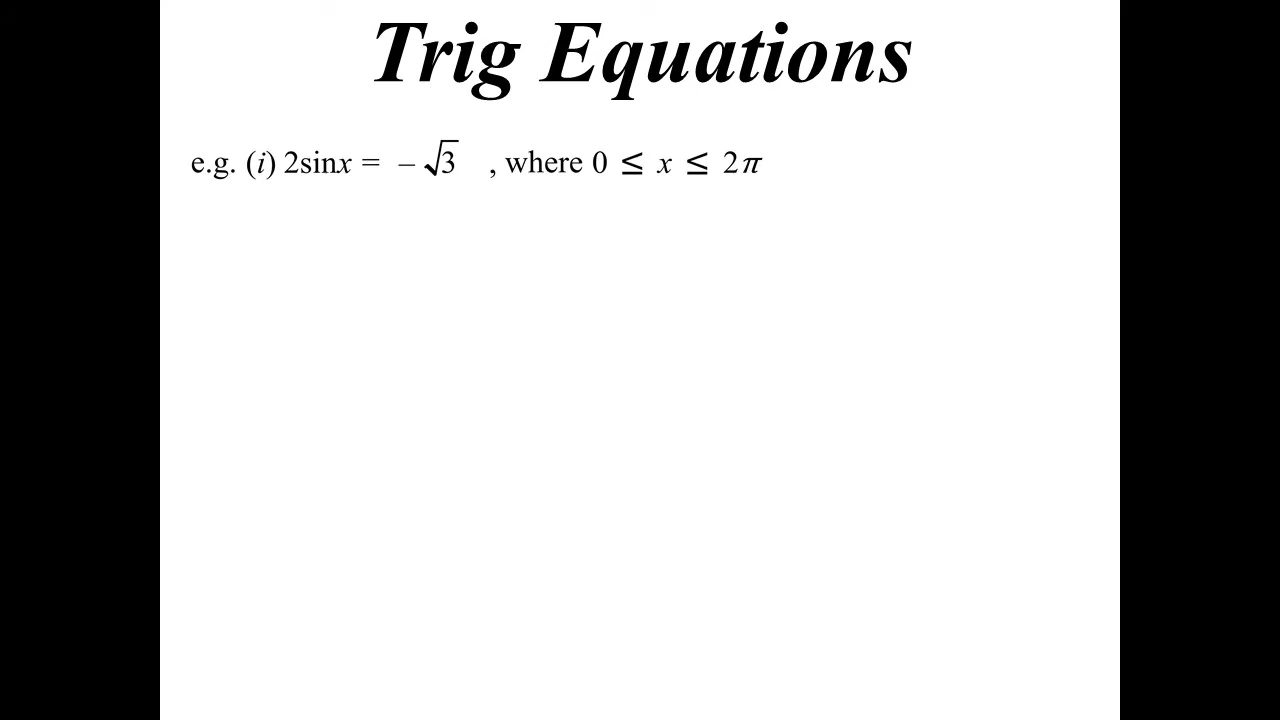 Trig Equations
e.g. (i) 2sinx = –√3 , where 0 ≤ x ≤ 2π